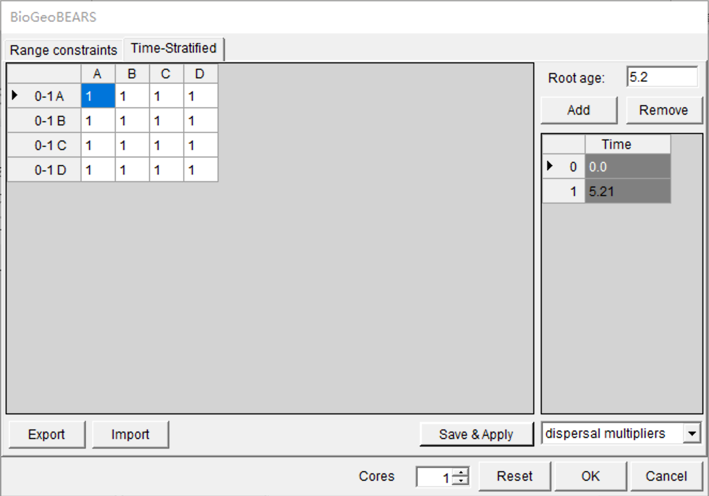 BioGeoBEARS
Range constraints Time-Stratified
A B C D
0-1 A 1 1 1 1
0-1 B 1 1 1 1
0-1 C 1 1 1 1
0-1 D 1 1 1 1
Root age: 5.2
Add Remove
Time
0 0.0
1 5.21
Export Import Save & Apply dispersal multipliers
Cores 1 Reset OK Cancel